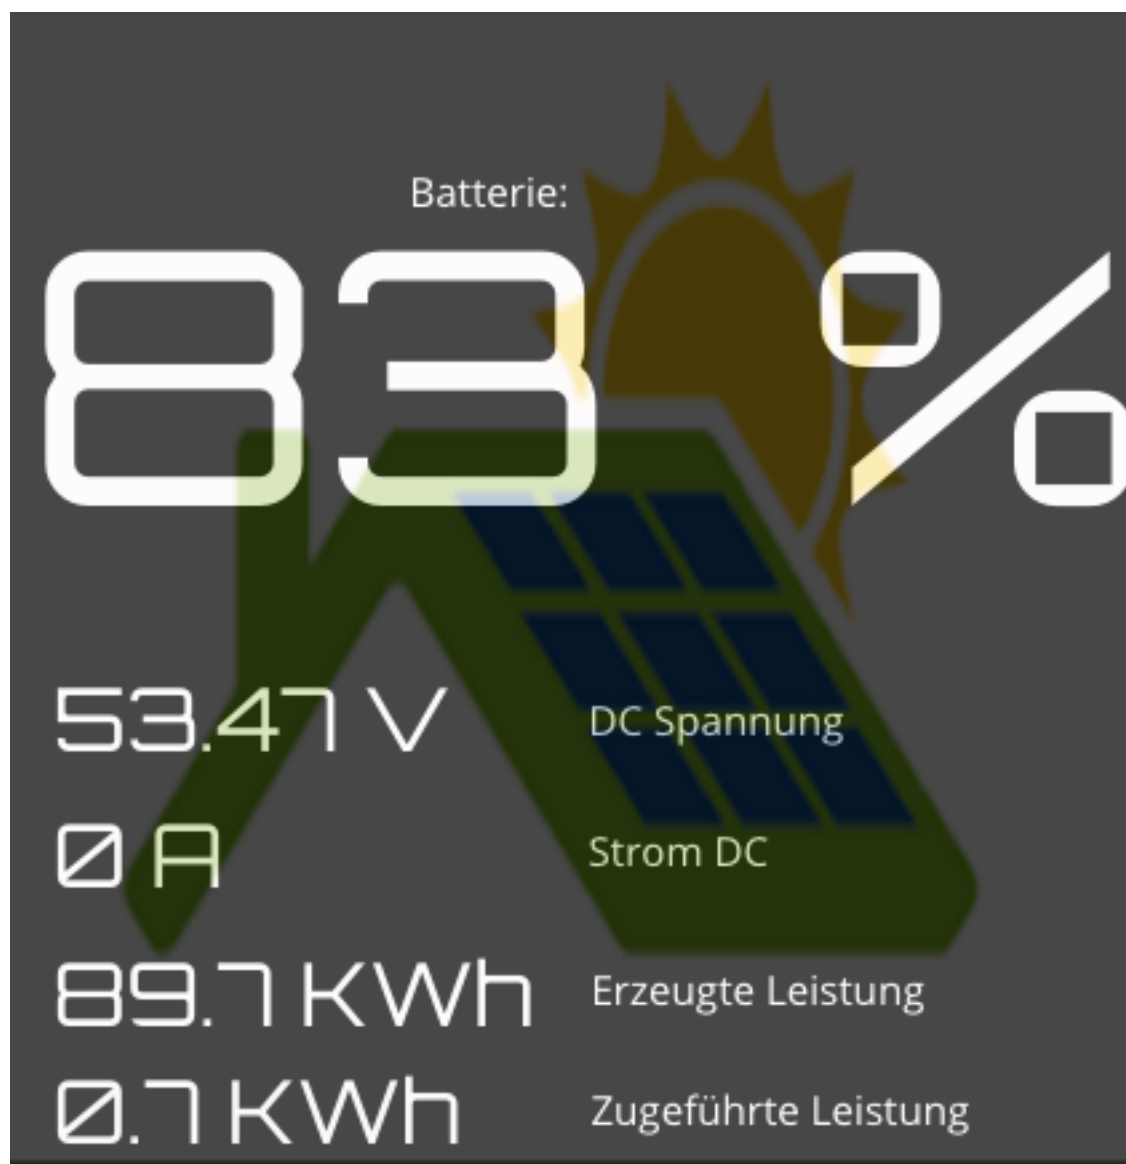 Batterie:
83 %
53.47 V DC Spannung
0 A Strom DC
89.7 KWh Erzeugte Leistung
0.7 KWh Zugeführte Leistung